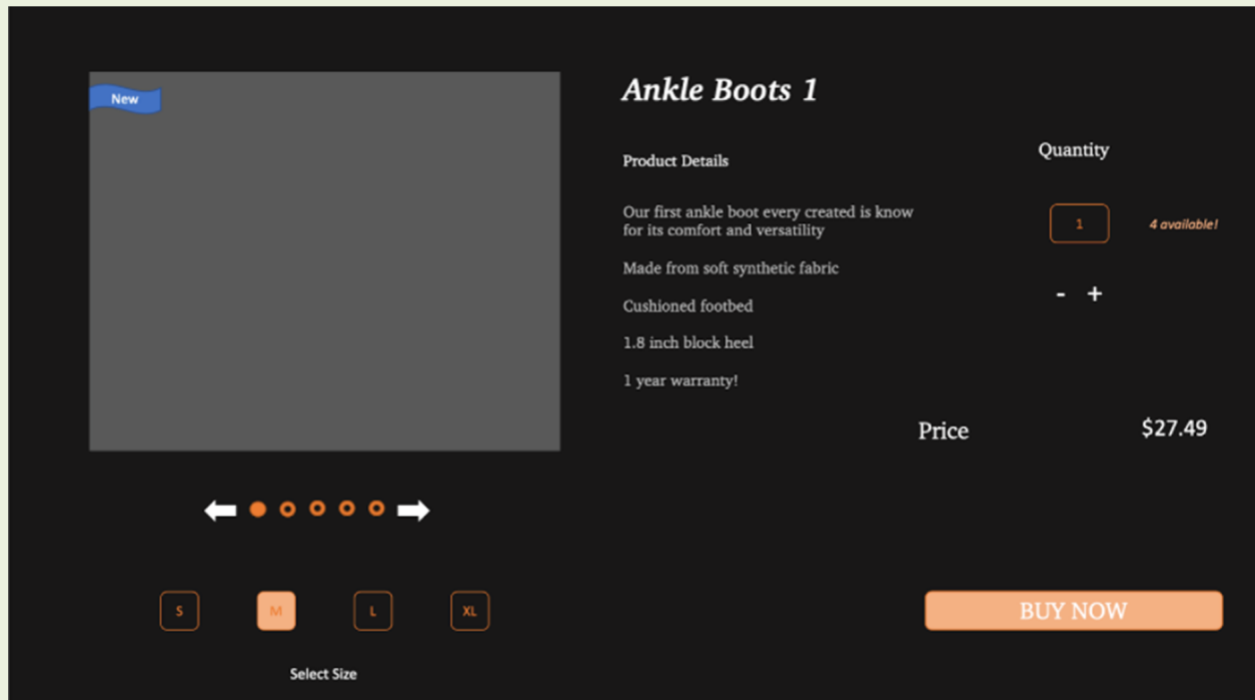 New
Ankle Boots 1
Product Details
Our first ankle boot every created is know
for its comfort and versatility
Made from soft synthetic fabric
Cushioned footbed
1.8 inch block heel
1 year warranty!
Quantity
1
4 available!
- +
Price
$27.49
S
M
L
XL
Select Size
BUY NOW